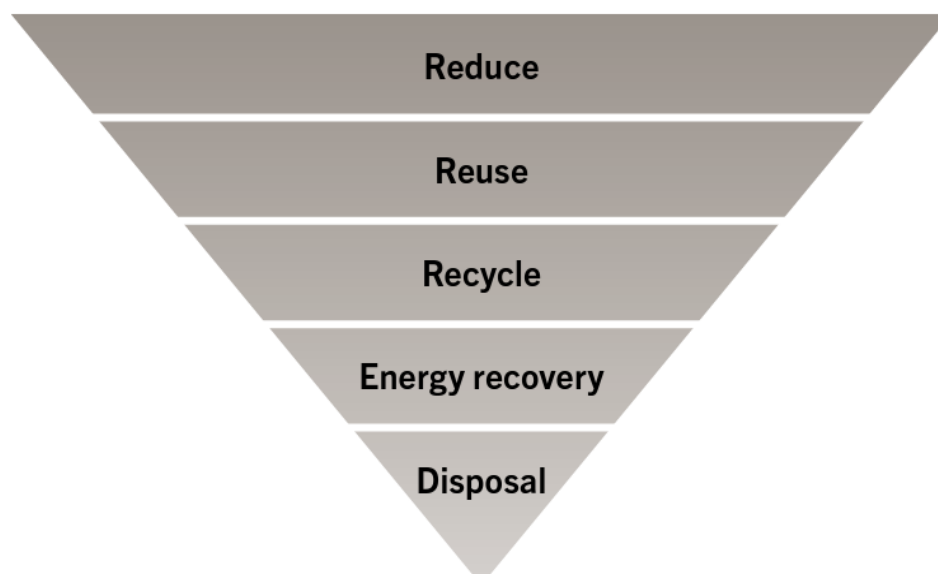 Reduce
Reuse
Recycle
Energy recovery
Disposal